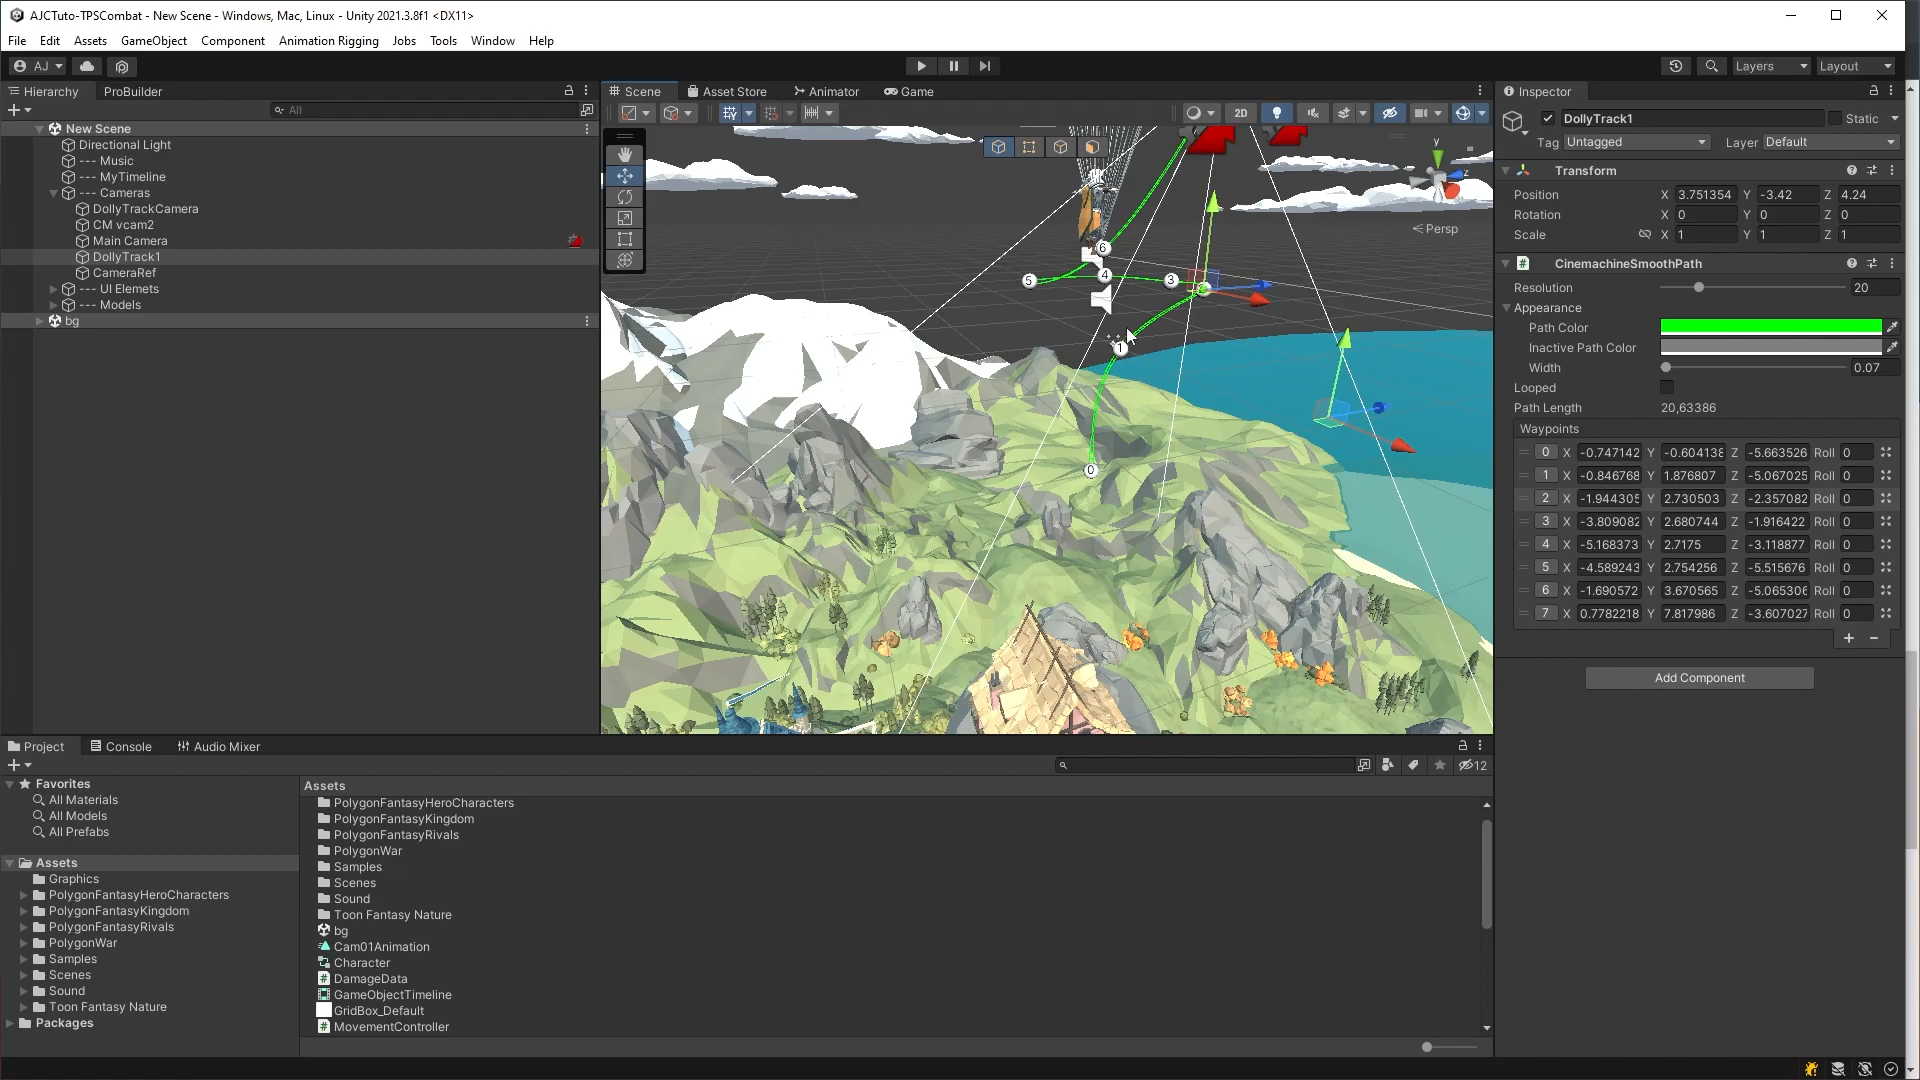 AJCTuto-TPSCombat - New Scene - Windows, Mac, Linux - Unity 2021.3.8f1 <DX11>
File Edit Assets GameObject Component Animation Rigging Jobs Tools Window Help
AJ Layers Layout
Hierarchy ProBuilder
All
New Scene
Directional Light
--- Music
--- MyTimeline
--- Cameras
DollyTrackCamera
CM vcam2
Main Camera
DollyTrack1
CameraRef
--- UI Elemets
--- Models
bg
Scene Asset Store Animator Game
2D
y
z
Persp
6
5
4
3
1
0
Inspector
DollyTrack1 Static
Tag Untagged Layer Default
Transform
Position X 3.751354 Y -3.42 Z 4.24
Rotation X 0 Y 0 Z 0
Scale X 1 Y 1 Z 1
CinemachineSmoothPath
Resolution 20
Appearance
Path Color
Inactive Path Color
Width 0.07
Looped
Path Length 20,63386
Waypoints
0 X -0.747142 Y -0.604138 Z -5.663526 Roll 0
1 X -0.846768 Y 1.876807 Z -5.067025 Roll 0
2 X -1.944305 Y 2.730503 Z -2.357082 Roll 0
3 X -3.809082 Y 2.680744 Z -1.916422 Roll 0
4 X -5.168373 Y 2.7175 Z -3.118877 Roll 0
5 X -4.589243 Y 2.754256 Z -5.515676 Roll 0
6 X -1.690572 Y 3.670565 Z -5.065306 Roll 0
7 X 0.7782218 Y 7.817986 Z -3.607027 Roll 0
Add Component
Project Console Audio Mixer
12
Favorites
All Materials
All Models
All Prefabs
Assets
Graphics
PolygonFantasyHeroCharacters
PolygonFantasyKingdom
PolygonFantasyRivals
PolygonWar
Samples
Scenes
Sound
Toon Fantasy Nature
Packages
Assets
PolygonFantasyHeroCharacters
PolygonFantasyKingdom
PolygonFantasyRivals
PolygonWar
Samples
Scenes
Sound
Toon Fantasy Nature
bg
Cam01Animation
Character
DamageData
GameObjectTimeline
GridBox_Default
MovementController